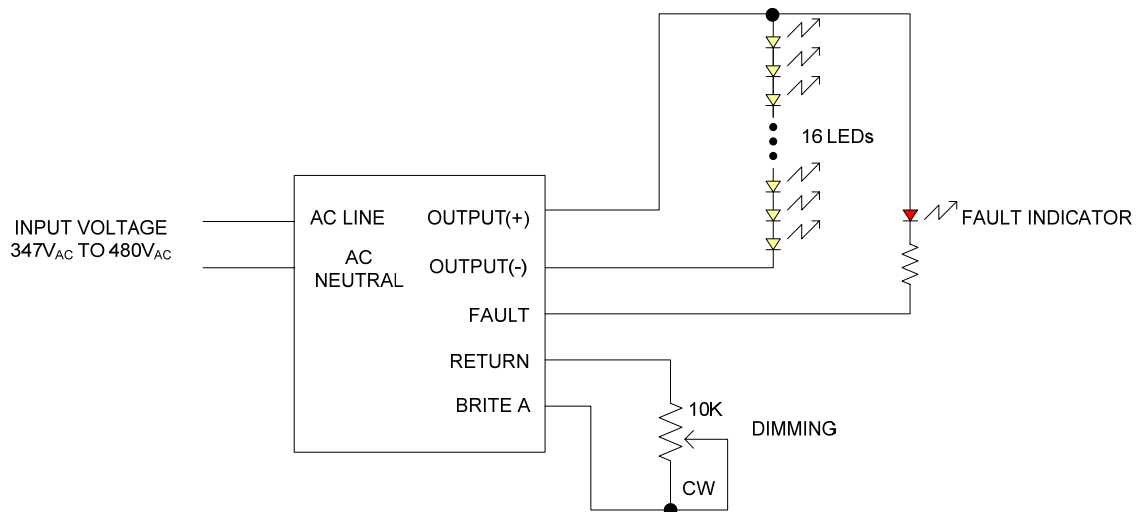 16 LEDs
INPUT VOLTAGE
347VAC TO 480VAC
AC LINE
OUTPUT(+)
FAULT INDICATOR
AC
NEUTRAL
OUTPUT(-)
FAULT
RETURN
BRITE A
10K
DIMMING
CW